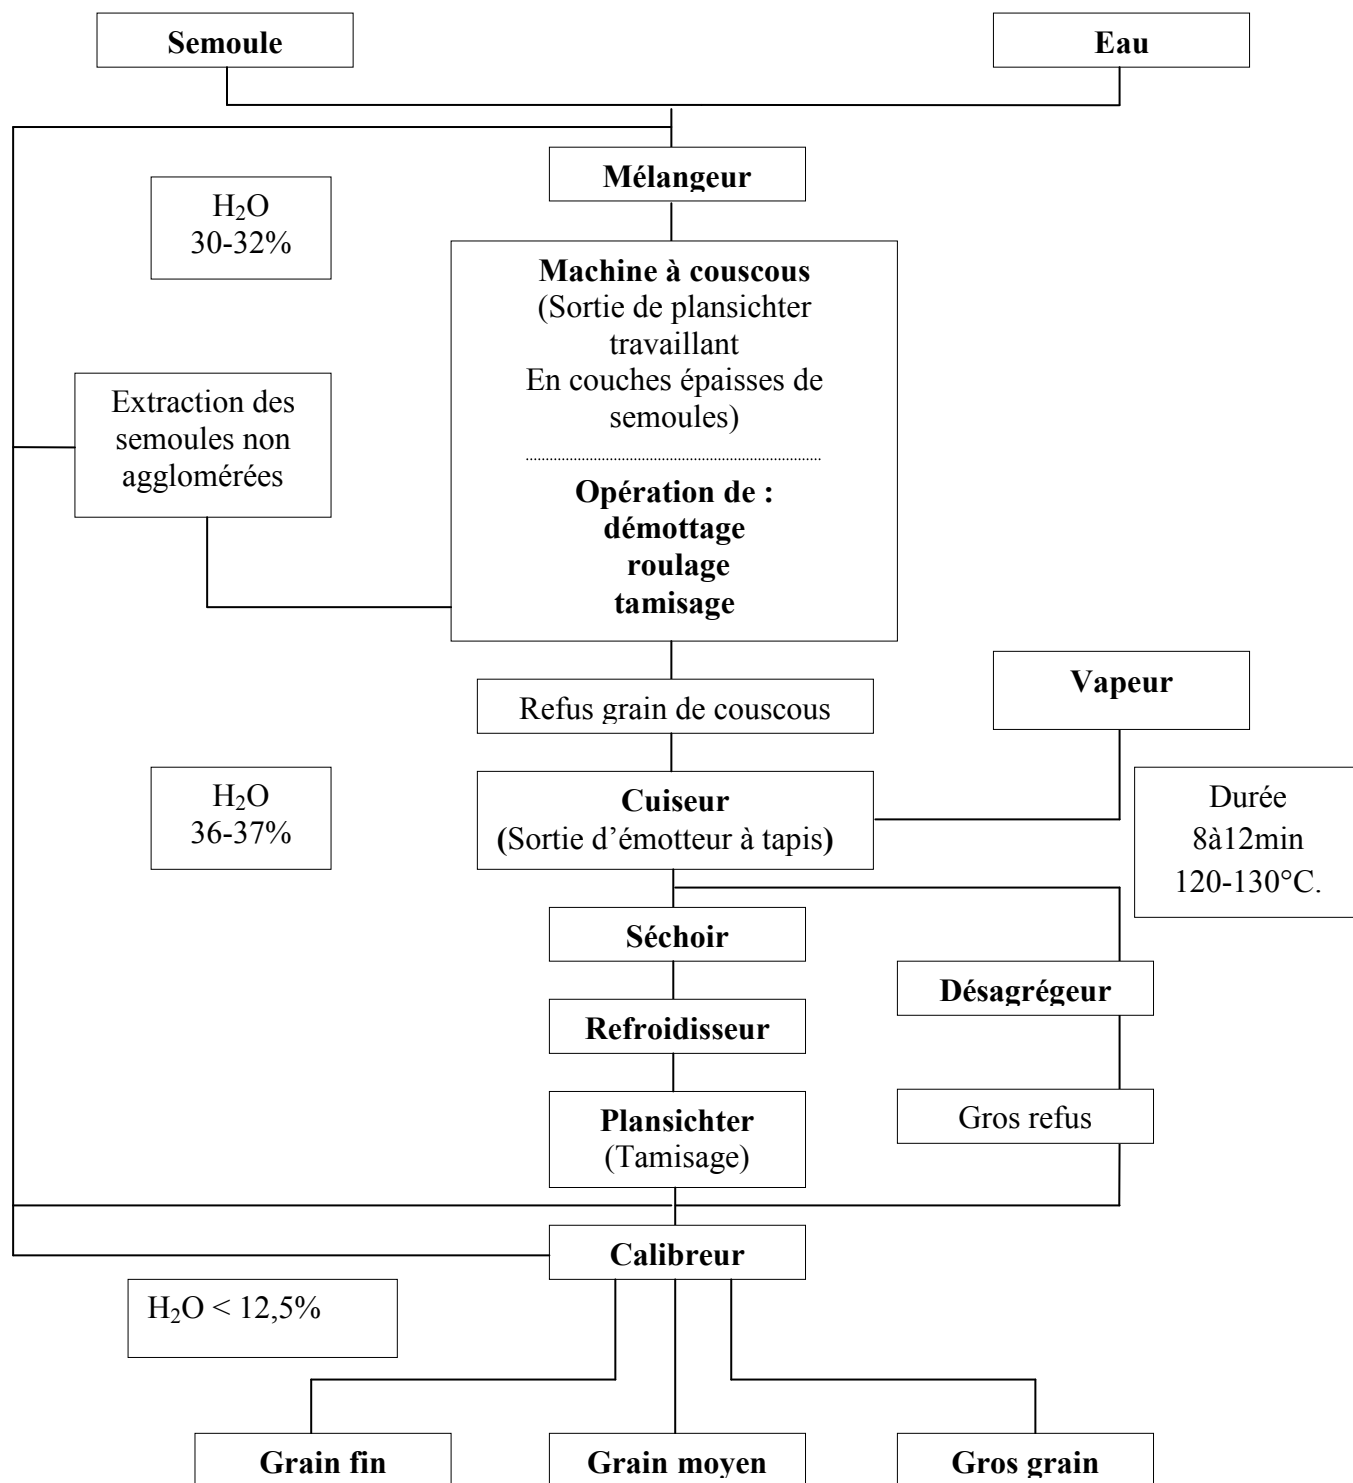 Semoule
Eau
Mélangeur
H₂O
30-32%
Machine à couscous
(Sortie de plansichter
travaillant
En couches épaisses de
semoules)
Extraction des
semoules non
agglomérées
Opération de :
démottage
roulage
tamisage
Vapeur
Refus grain de couscous
H₂O
36-37%
Cuiseur
(Sortie d’émotteur à tapis)
Durée
8à12min
120-130°C.
Séchoir
Désagrégeur
Refroidisseur
Plansichter
(Tamisage)
Gros refus
Calibreur
H₂O < 12,5%
Grain fin
Grain moyen
Gros grain